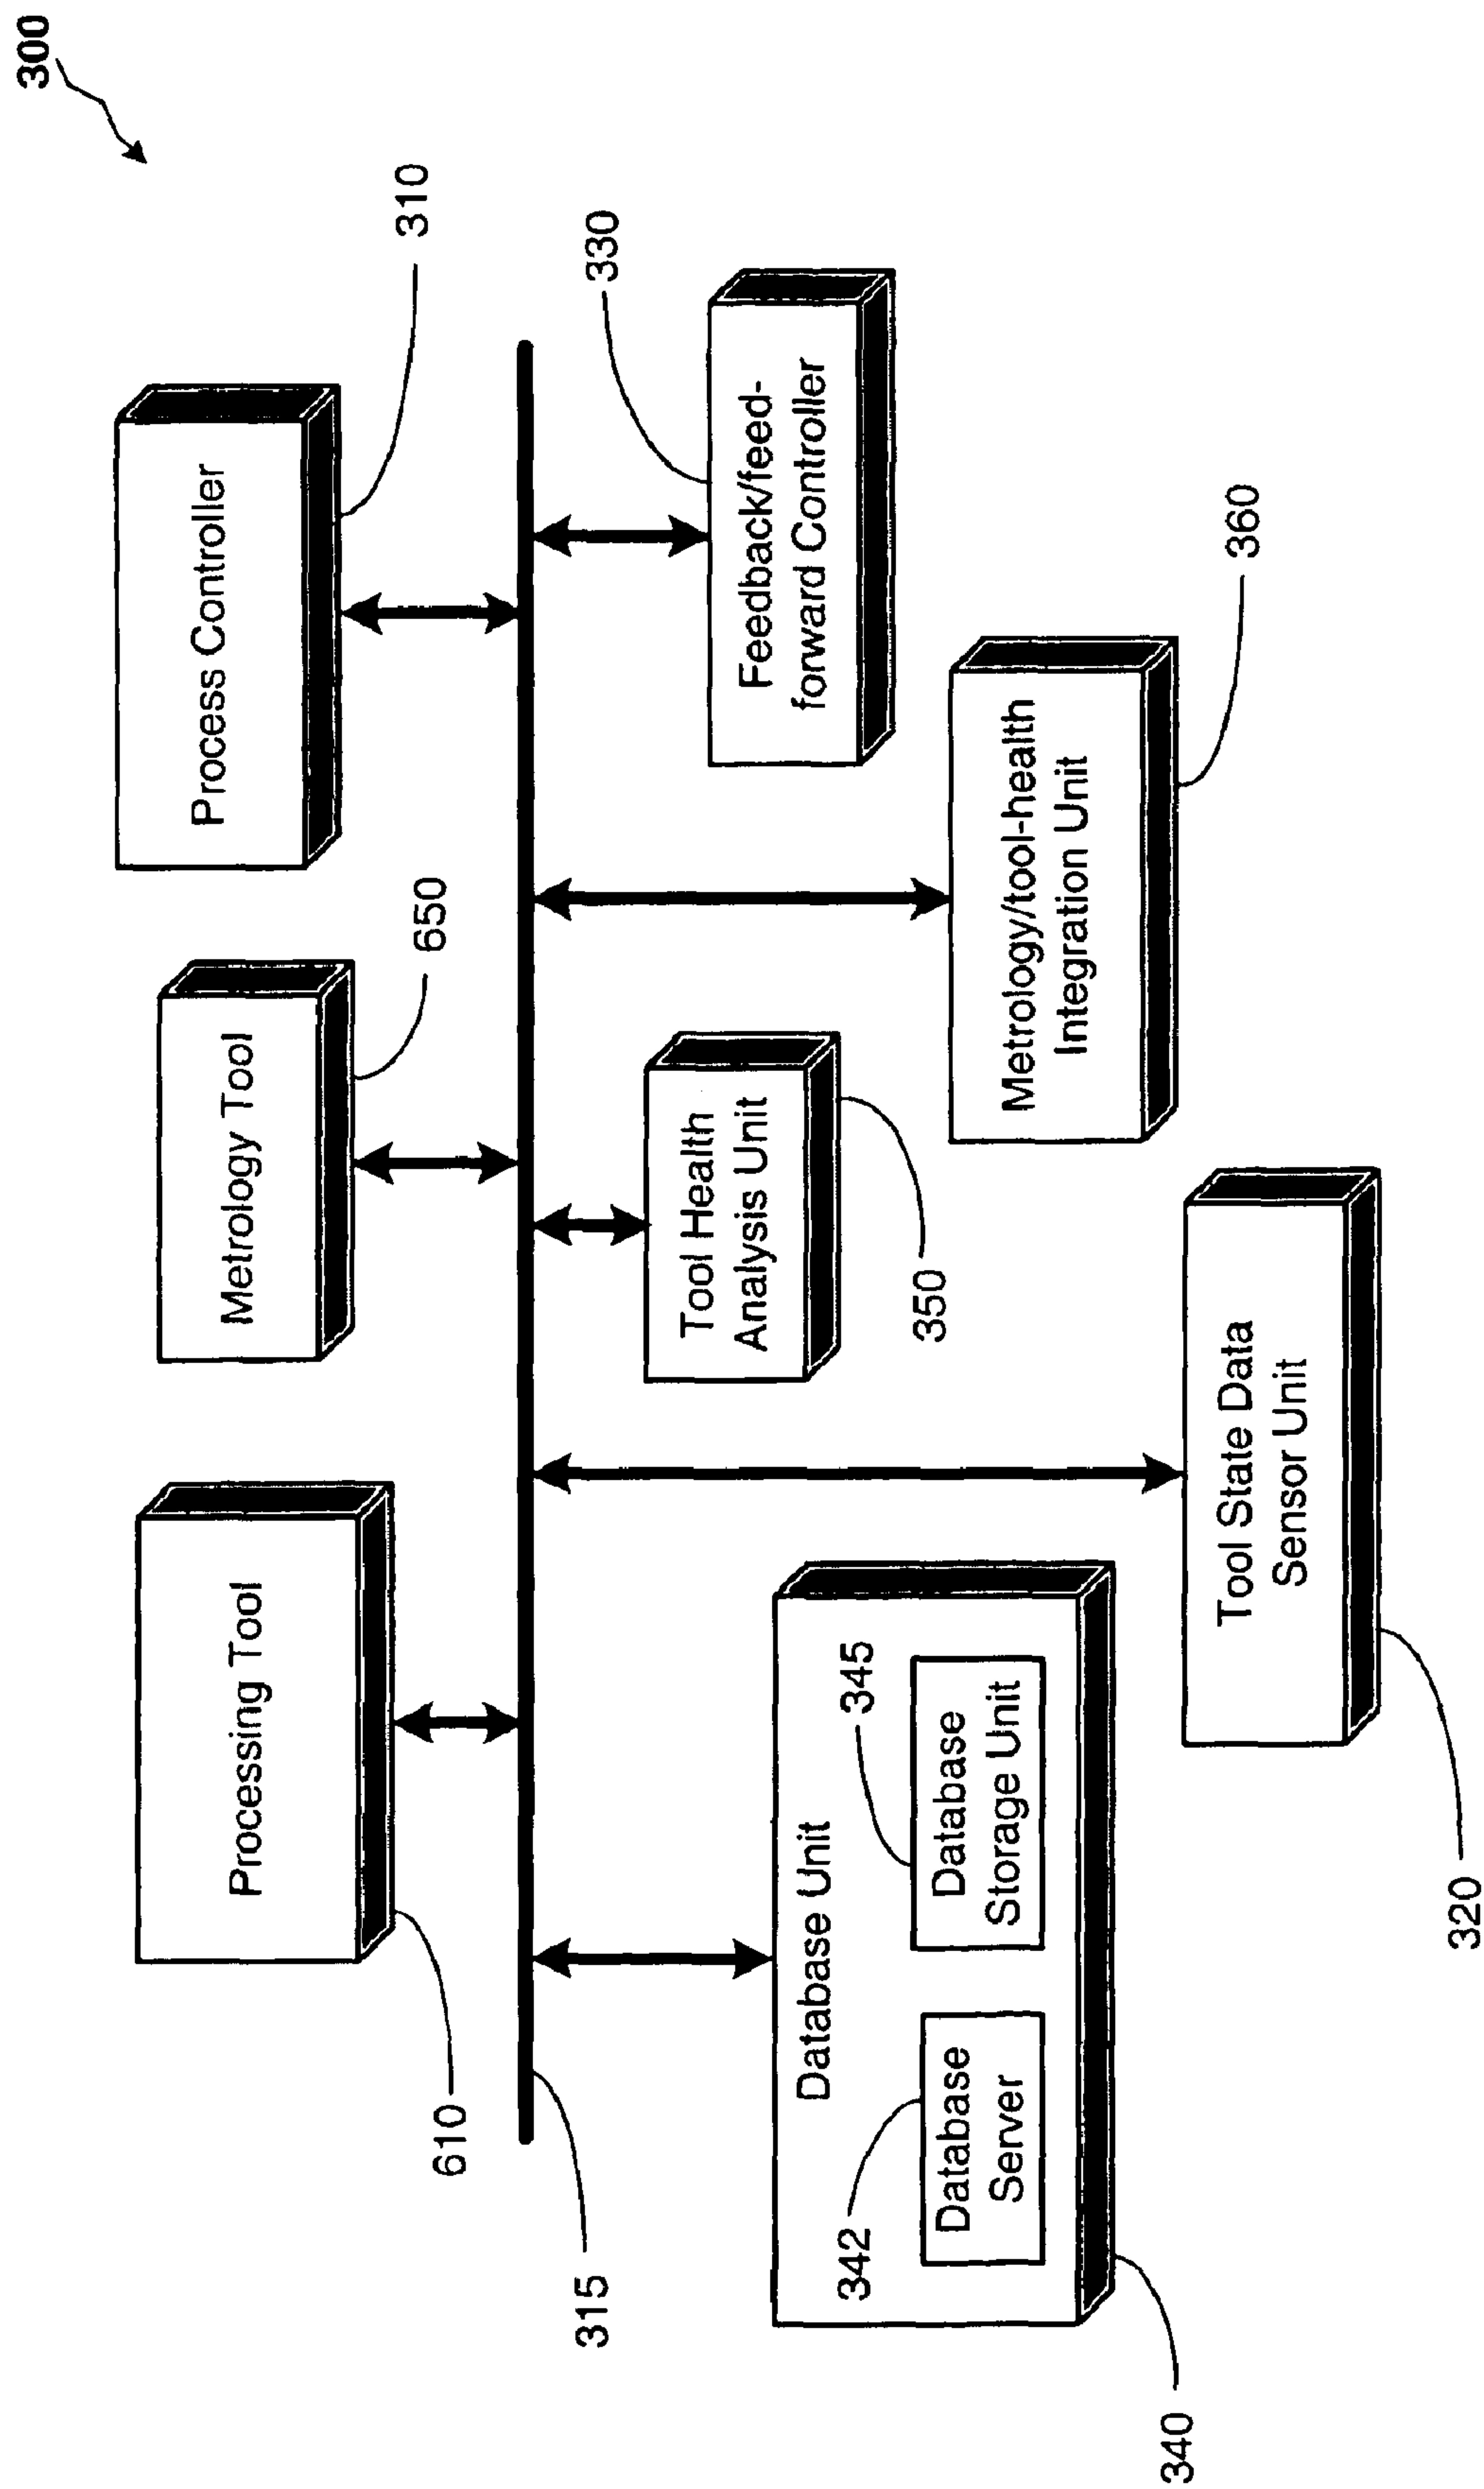 300
Processing Tool
610
Metrology Tool
650
Process Controller
310
315
Database Unit
342
Database
Server
345
Database
Storage Unit
340
Tool State Data
Sensor Unit
320
Tool Health
Analysis Unit
350
Metrology/tool-health
Integration Unit
360
Feedback/feed-
forward Controller
330